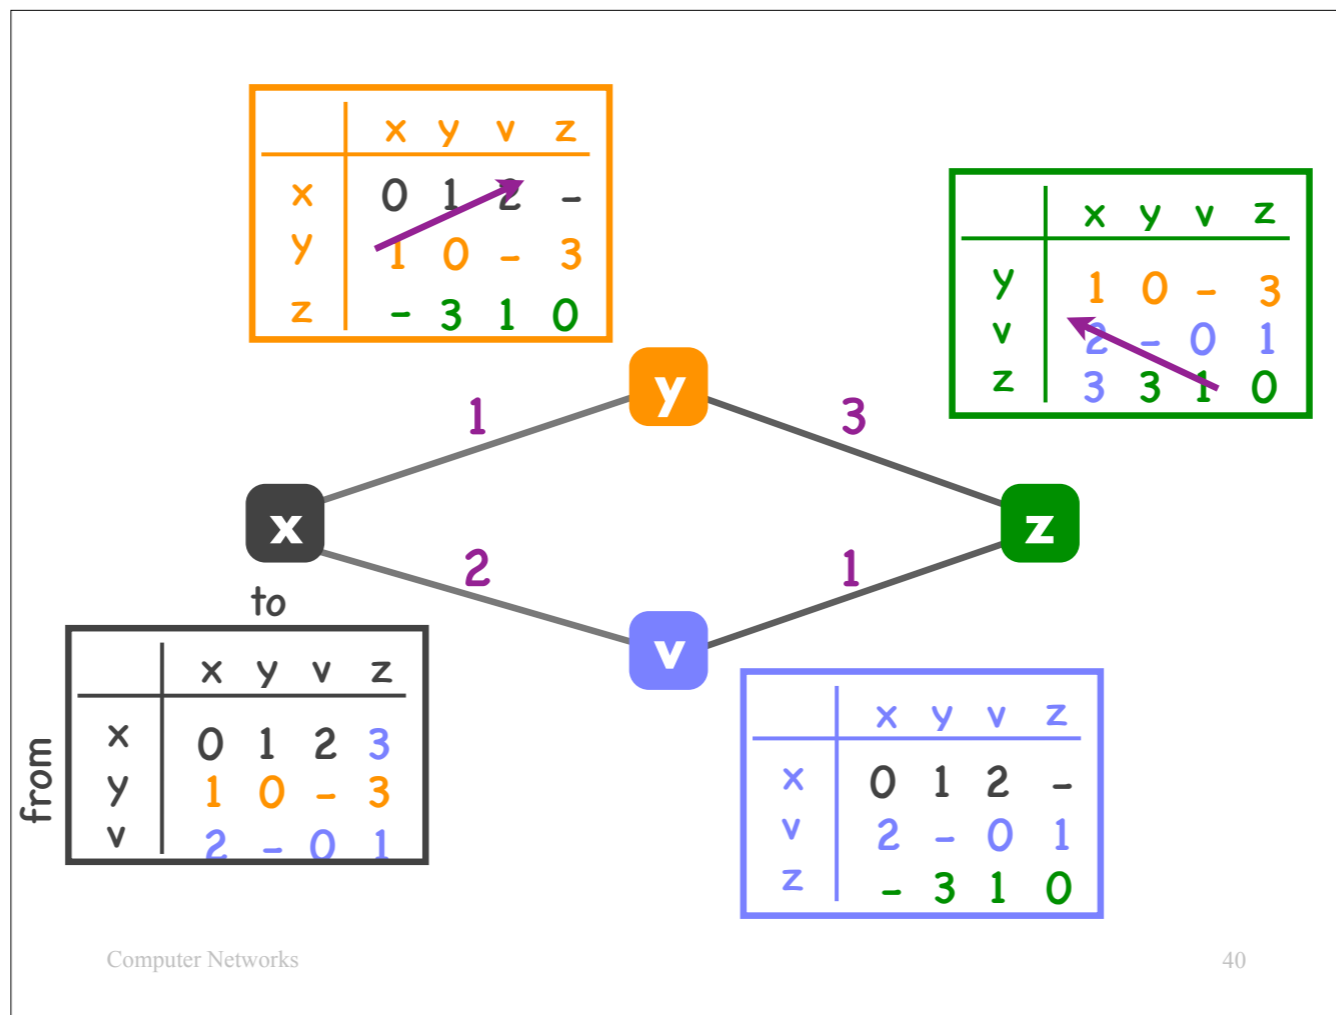 x y v z
x 0 1 2 -
y 1 0 - 3
z - 3 1 0
x y v z
y 1 0 - 3
v 2 - 0 1
z 3 3 1 0
y
1
3
x
z
2
1
v
to
from
x y v z
x 0 1 2 3
y 1 0 - 3
v 2 - 0 1
x y v z
x 0 1 2 -
v 2 - 0 1
z - 3 1 0
Computer Networks
40